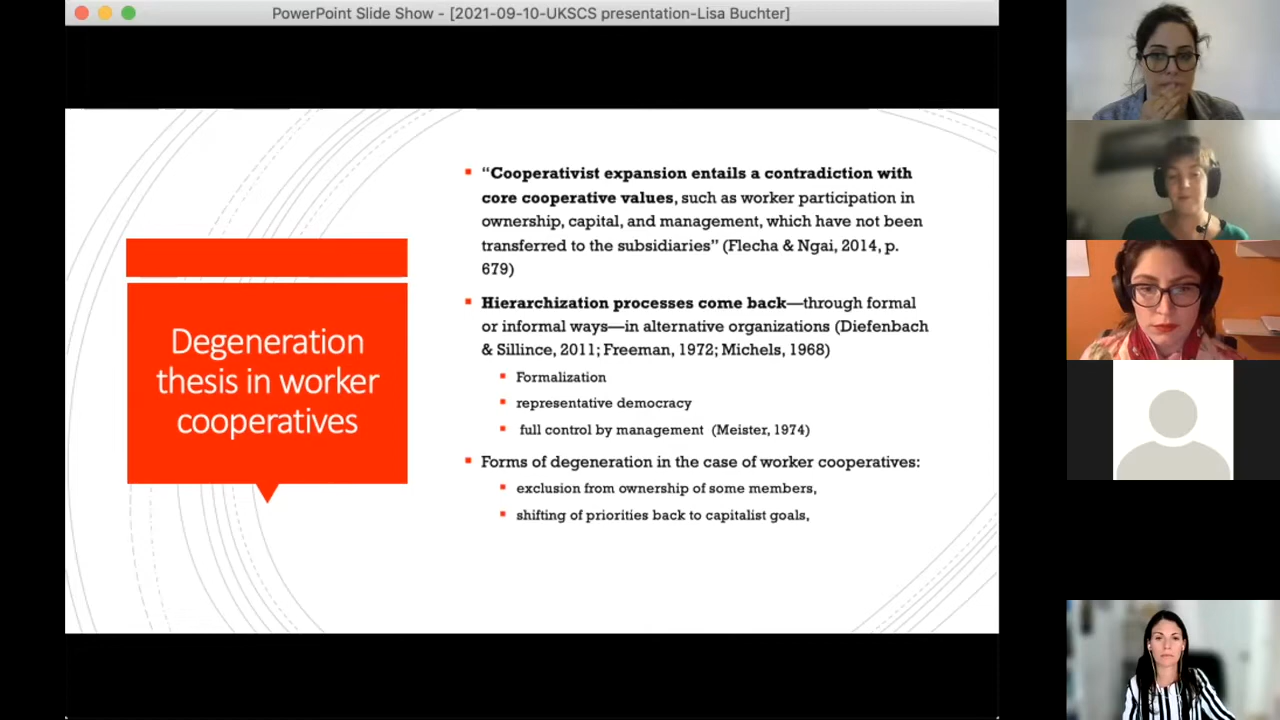 PowerPoint Slide Show - [2021-09-10-UKSCS presentation-Lisa Buchter]
Degeneration
thesis in worker
cooperatives
“Cooperativist expansion entails a contradiction with
core cooperative values, such as worker participation in
ownership, capital, and management, which have not been
transferred to the subsidiaries” (Flecha & Ngai, 2014, p.
679)
Hierarchization processes come back—through formal
or informal ways—in alternative organizations (Diefenbach
& Sillince, 2011; Freeman, 1972; Michels, 1968)
Formalization
representative democracy
full control by management (Meister, 1974)
Forms of degeneration in the case of worker cooperatives:
exclusion from ownership of some members,
shifting of priorities back to capitalist goals,